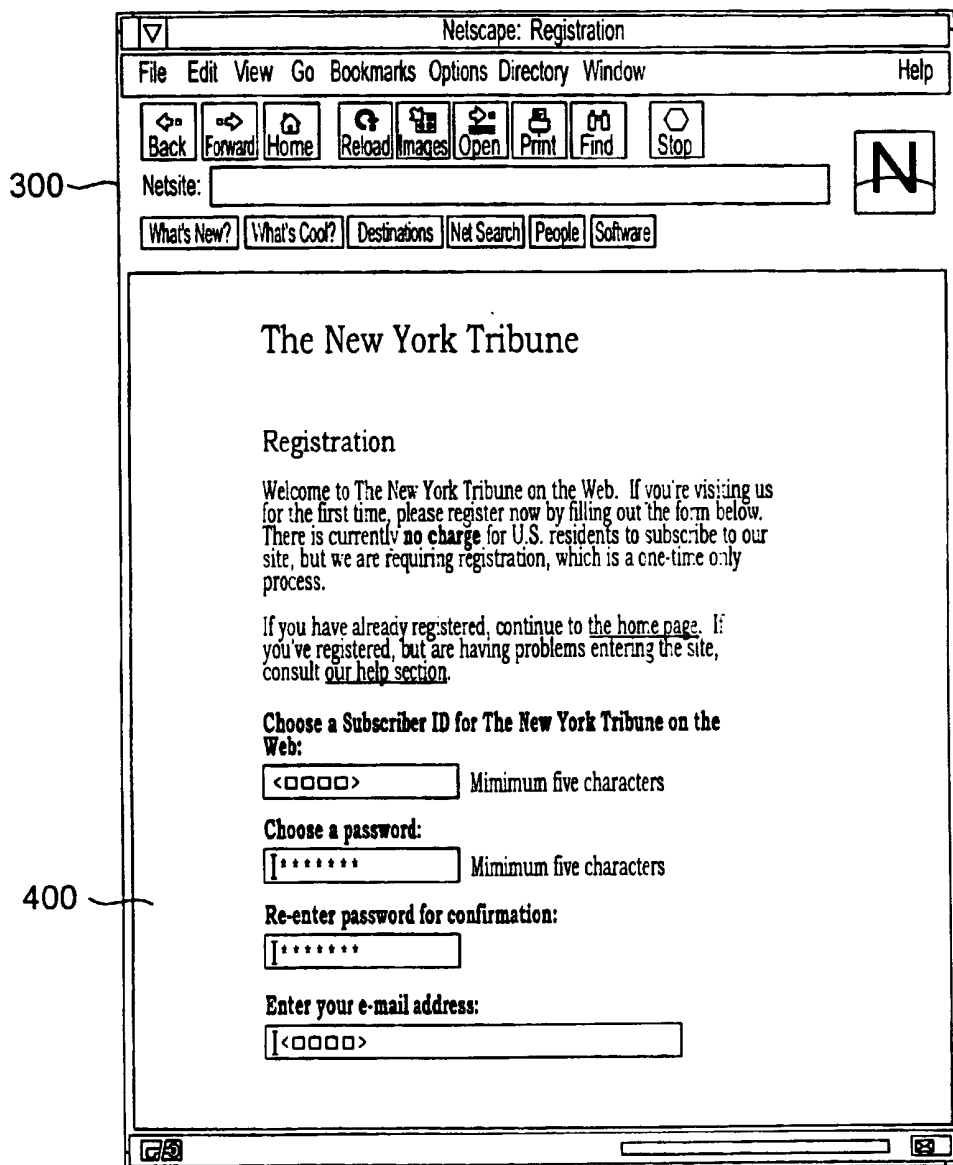 Netscape: Registration
File Edit View Go Bookmarks Options Directory Window Help
Back Forward Home Reload Images Open Print Find Stop
N
300
Netsite:
What's New? What's Cool? Destinations Net Search People Software
The New York Tribune
Registration
Welcome to The New York Tribune on the Web. If you're visiting us
for the first time, please register now by filling out the form below.
There is currently no charge for U.S. residents to subscribe to our
site, but we are requiring registration, which is a one-time only
process.
If you have already registered, continue to the home page. If
you've registered, but are having problems entering the site,
consult our help section.
Choose a Subscriber ID for The New York Tribune on the
Web:
<□□□□> Mimimum five characters
Choose a password:
******* Mimimum five characters
400
Re-enter password for confirmation:
*******
Enter your e-mail address:
<□□□□>